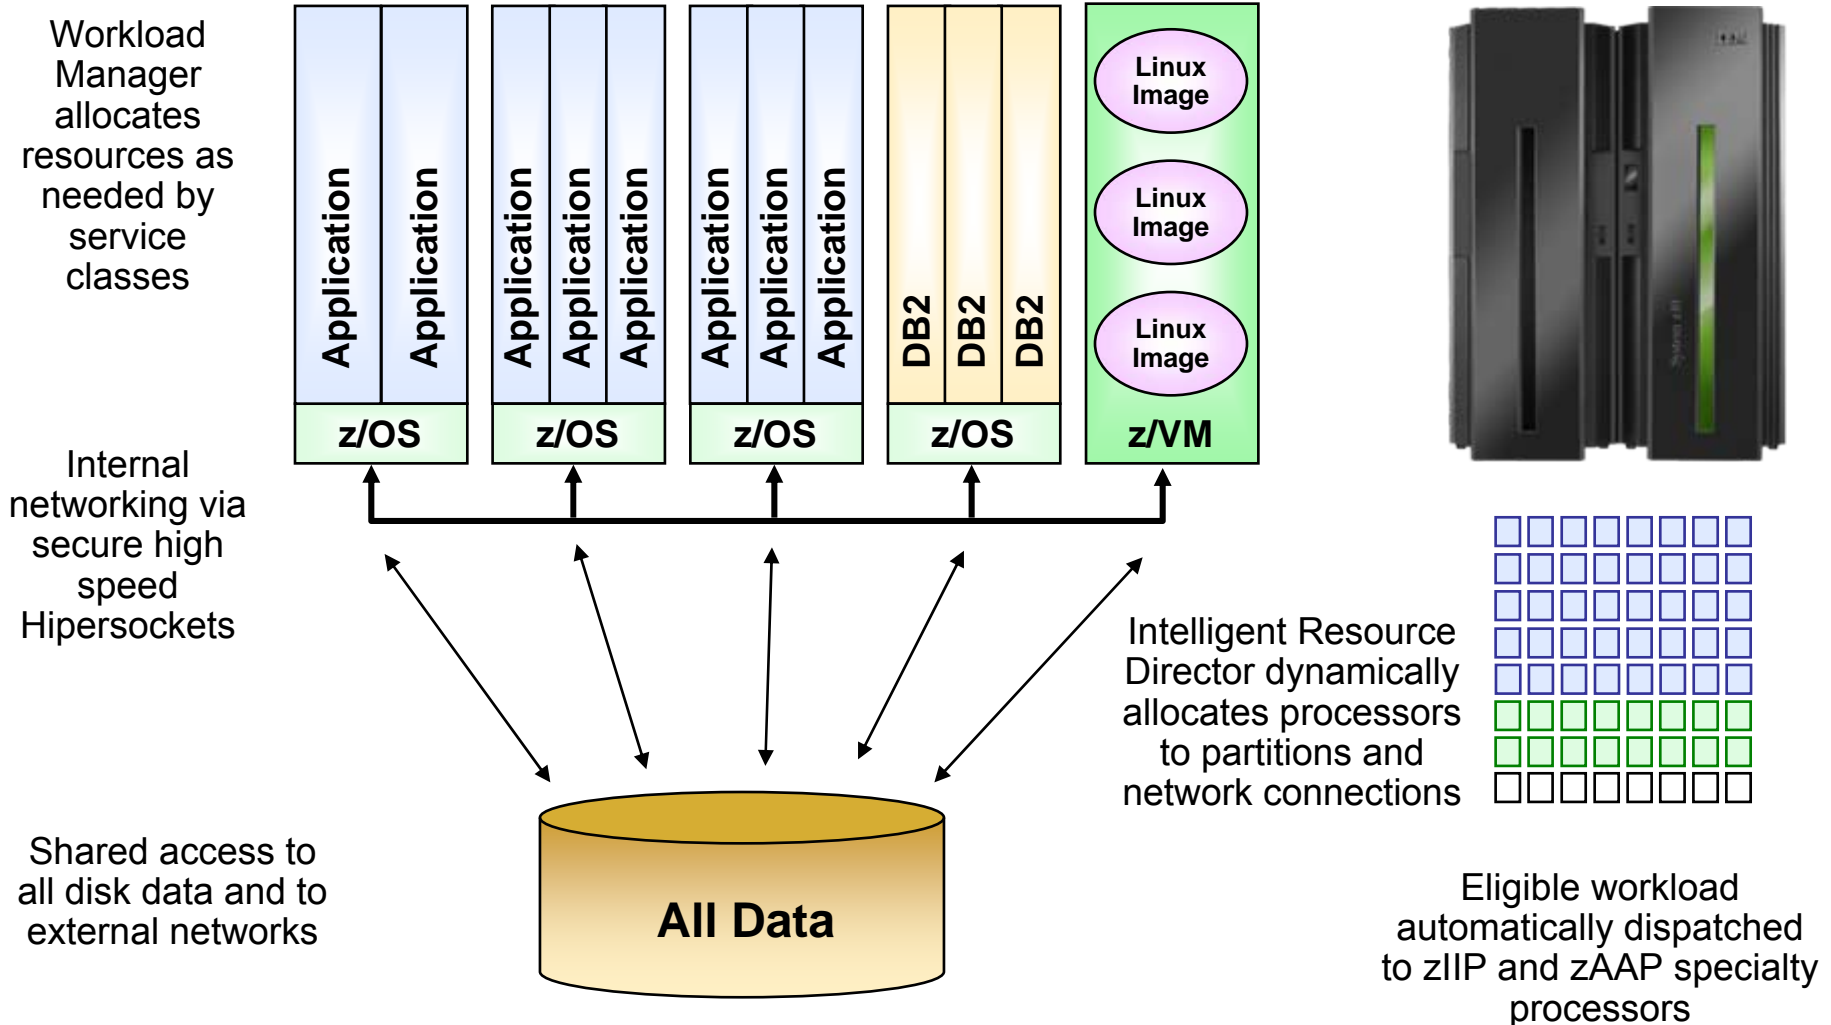 Workload
Manager
allocates
resources as
needed by
service
classes
Application
Application
z/OS
Application
Application
Application
z/OS
Application
Application
Application
z/OS
DB2
DB2
DB2
z/OS
Linux
Image
Linux
Image
Linux
Image
z/VM
Internal
networking via
secure high
speed
Hipersockets
Intelligent Resource
Director dynamically
allocates processors
to partitions and
network connections
Shared access to
all disk data and to
external networks
All Data
Eligible workload
automatically dispatched
to zIIP and zAAP specialty
processors